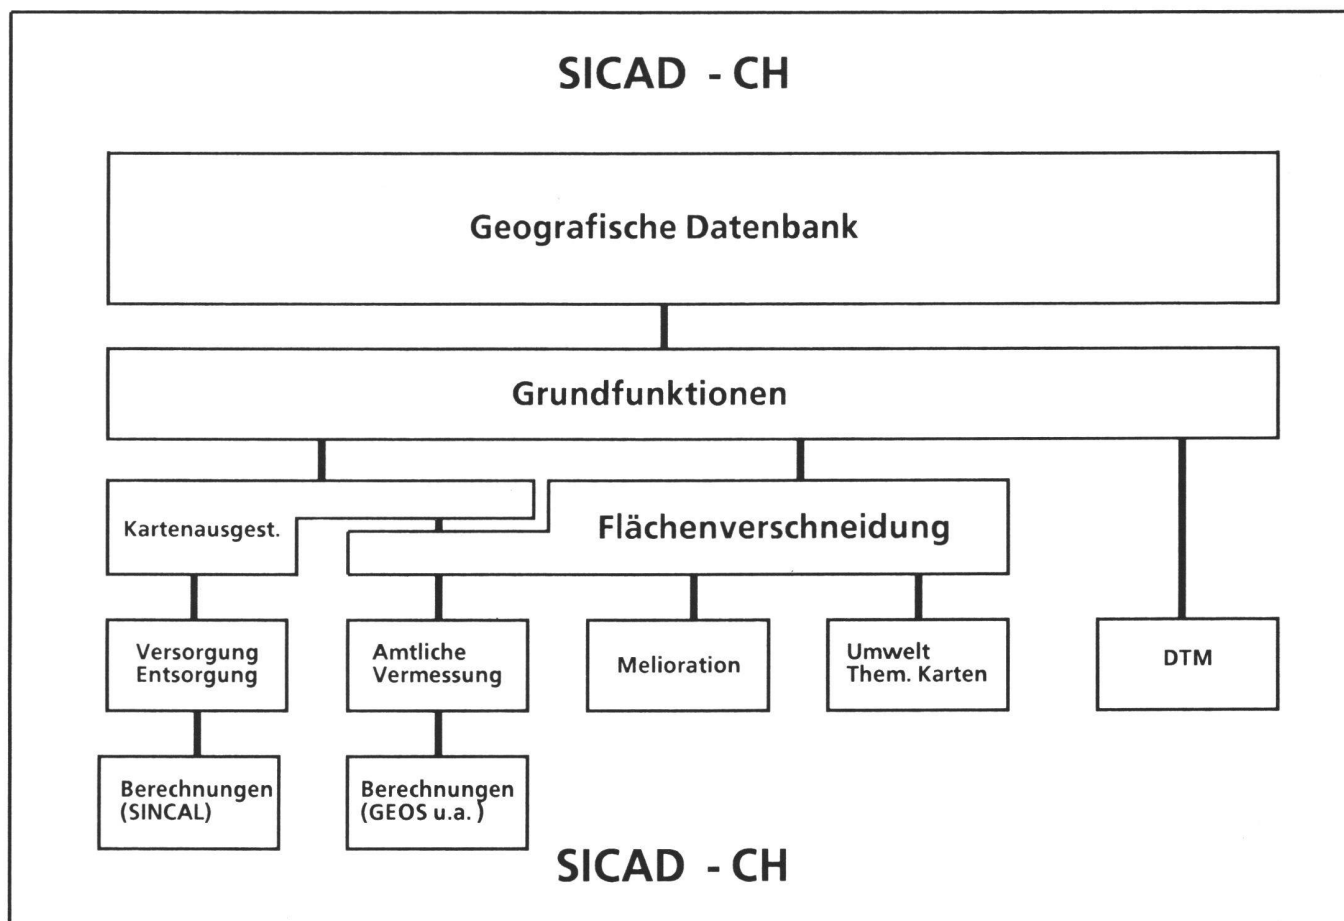 SICAD - CH
Geografische Datenbank
Grundfunktionen
Kartenausgest.
Flächenverschneidung
Versorgung
Entsorgung
Amtliche
Vermessung
Melioration
Umwelt
Them. Karten
DTM
Berechnungen
(SINCAL)
Berechnungen
(GEOS u.a. )
SICAD - CH